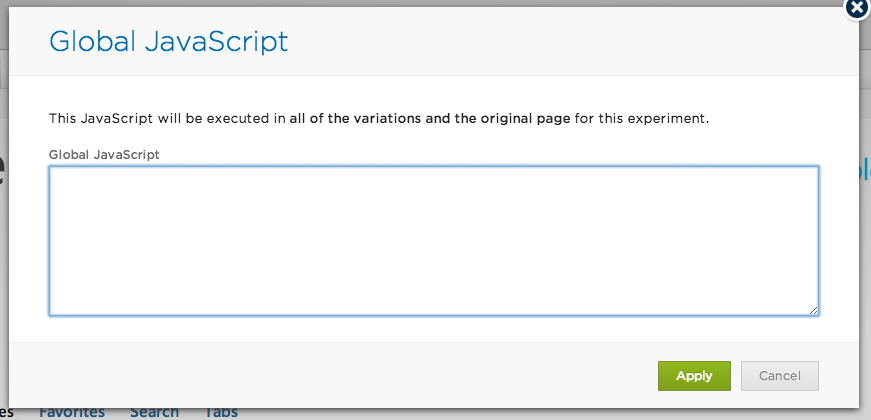 Global JavaScript
This JavaScript will be executed in all of the variations and the original page for this experiment.
Global JavaScript
Apply Cancel
Favorites Search Tabs